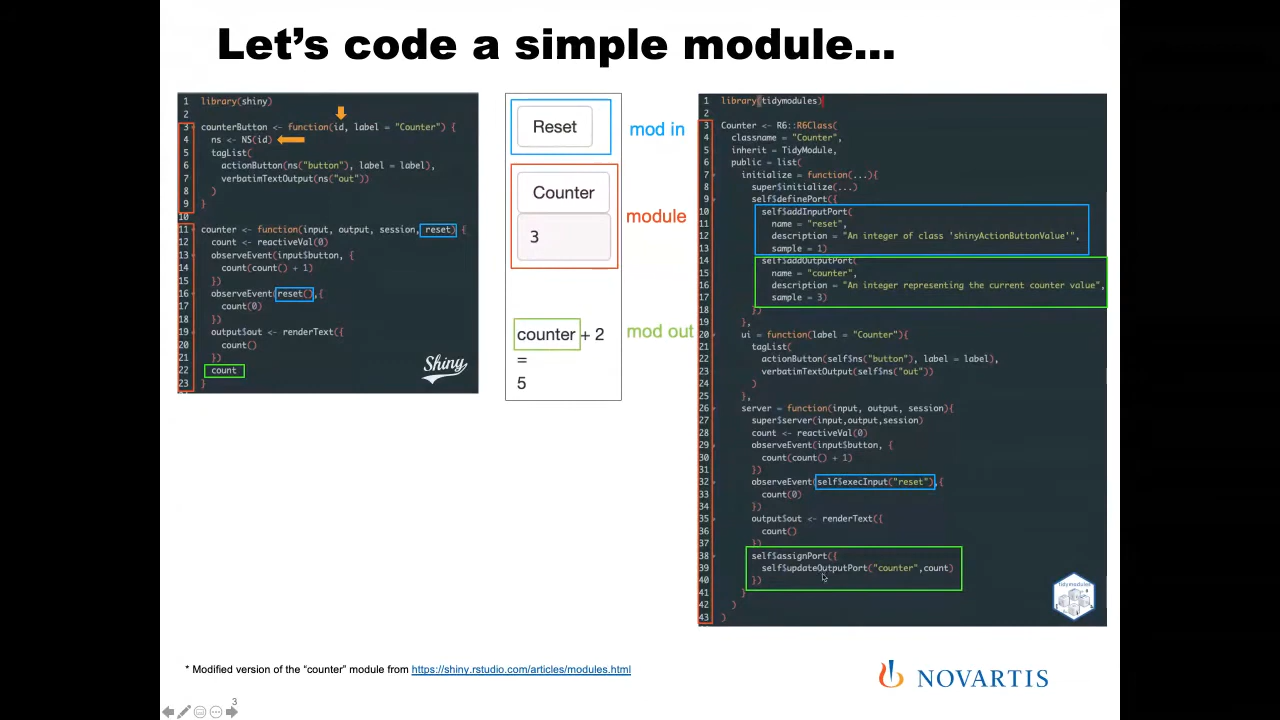 Let's code a simple module...
1 library(shiny)
2
3 counterButton <- function(id, label = "Counter") {
4 ns <- NS(id)
5 tagList(
6 actionButton(ns("button"), label = label),
7 verbatimTextOutput(ns("out"))
8 )
9 }
10
11 counter <- function(input, output, session, reset) {
12 count <- reactiveVal(0)
13 observeEvent(input$button, {
14 count(count() + 1)
15 })
16 observeEvent(reset(),{
17 count(0)
18 })
19 output$out <- renderText({
20 count()
21 })
22 count
23 }
Shiny
Reset
mod in
Counter
3
module
counter + 2
=
5
mod out
1 library(tidymodules)
2
3 Counter <- R6::R6Class(
4 classname = "Counter",
5 inherit = TidyModule,
6 public = list(
7 initialize = function(...){
8 super$initialize(...)
9 self$definePort({
10 self$addInputPort(
11 name = "reset",
12 description = "An integer of class 'shinyActionButtonValue'",
13 sample = 1)
14 self$addOutputPort(
15 name = "counter",
16 description = "An integer representing the current counter value",
17 sample = 3)
18 })
19 },
20 ui = function(label = "Counter"){
21 tagList(
22 actionButton(self$ns("button"), label = label),
23 verbatimTextOutput(self$ns("out"))
24 )
25 },
26 server = function(input, output, session){
27 super$server(input,output,session)
28 count <- reactiveVal(0)
29 observeEvent(input$button, {
30 count(count() + 1)
31 })
32 observeEvent(self$execInput("reset"),{
33 count(0)
34 })
35 output$out <- renderText({
36 count()
37 })
38 self$assignPort({
39 self$updateOutputPort("counter",count)
40 })
41 }
42 )
43 )
tidymodules
* Modified version of the "counter" module from https://shiny.rstudio.com/articles/modules.html
NOVARTIS
3